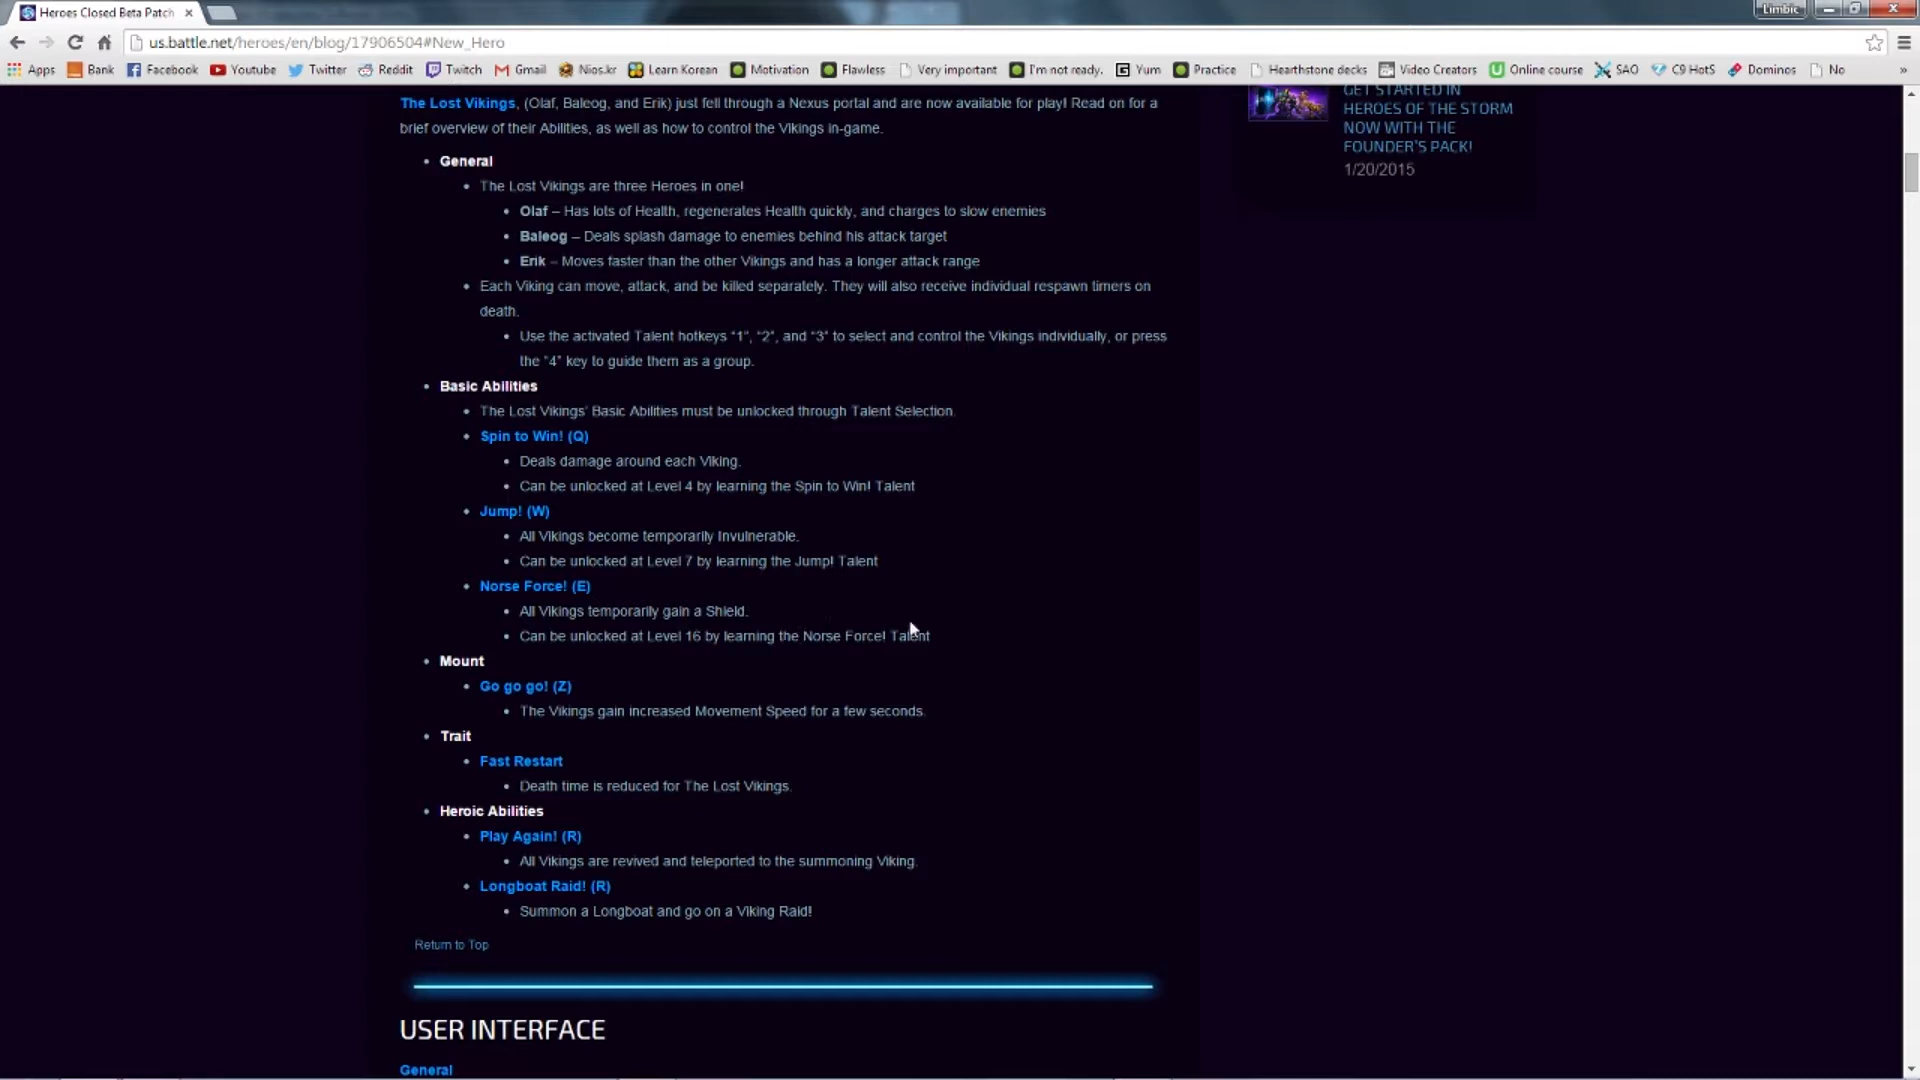 Heroes Closed Beta Patch
Limbic
us.battle.net/heroes/en/blog/17906504#New_Hero
Apps Bank Facebook Youtube Twitter Reddit Twitch Gmail Nios.kr Learn Korean Motivation Flawless Very important I'm not ready. Yum Practice Hearthstone decks Video Creators Online course SAO C9 HotS Dominos No »
The Lost Vikings, (Olaf, Baleog, and Erik) just fell through a Nexus portal and are now available for play! Read on for a
brief overview of their Abilities, as well as how to control the Vikings in-game.
General
The Lost Vikings are three Heroes in one!
Olaf – Has lots of Health, regenerates Health quickly, and charges to slow enemies
Baleog – Deals splash damage to enemies behind his attack target
Erik – Moves faster than the other Vikings and has a longer attack range
Each Viking can move, attack, and be killed separately. They will also receive individual respawn timers on
death.
Use the activated Talent hotkeys “1”, “2”, and “3” to select and control the Vikings individually, or press
the “4” key to guide them as a group.
Basic Abilities
The Lost Vikings’ Basic Abilities must be unlocked through Talent Selection.
Spin to Win! (Q)
Deals damage around each Viking.
Can be unlocked at Level 4 by learning the Spin to Win! Talent
Jump! (W)
All Vikings become temporarily Invulnerable.
Can be unlocked at Level 7 by learning the Jump! Talent
Norse Force! (E)
All Vikings temporarily gain a Shield.
Can be unlocked at Level 16 by learning the Norse Force! Talent
Mount
Go go go! (Z)
The Vikings gain increased Movement Speed for a few seconds.
Trait
Fast Restart
Death time is reduced for The Lost Vikings.
Heroic Abilities
Play Again! (R)
All Vikings are revived and teleported to the summoning Viking.
Longboat Raid! (R)
Summon a Longboat and go on a Viking Raid!
Return to Top
USER INTERFACE
General
GET STARTED IN
HEROES OF THE STORM
NOW WITH THE
FOUNDER'S PACK!
1/20/2015